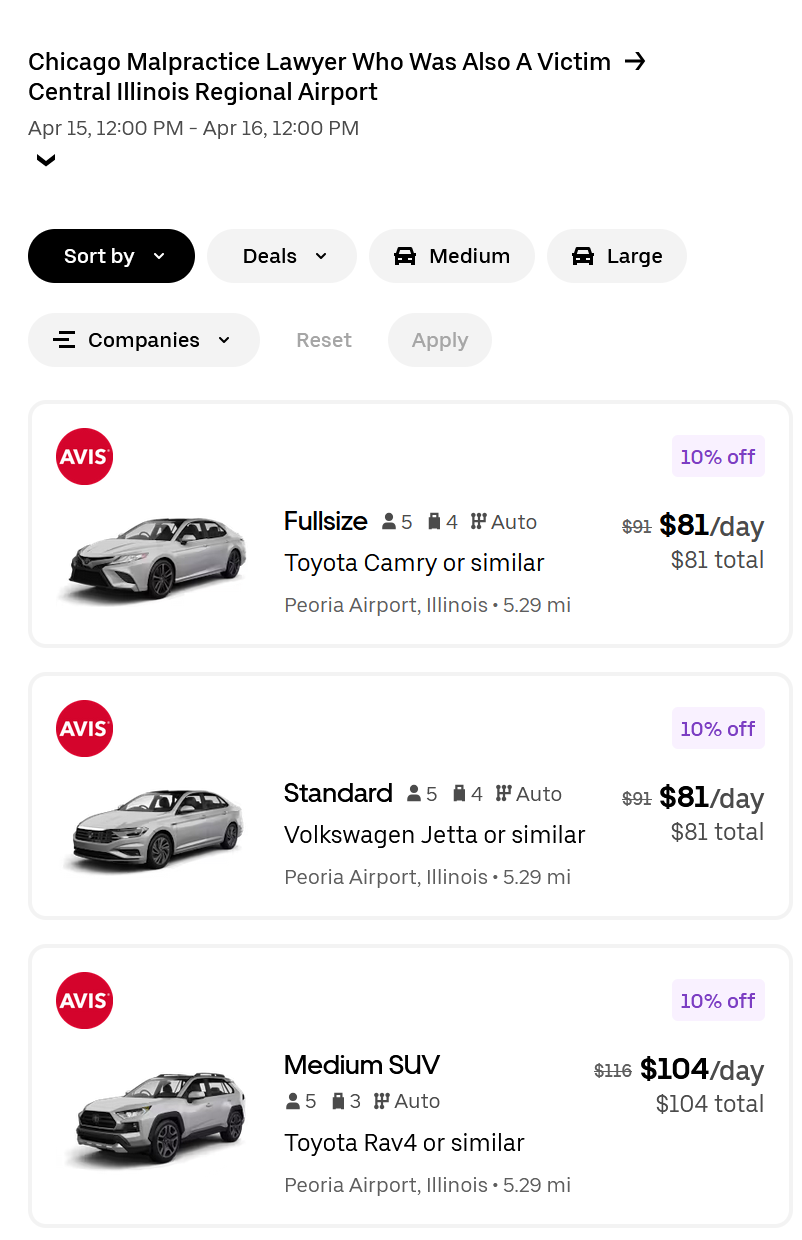 Chicago Malpractice Lawyer Who Was Also A Victim →
Central Illinois Regional Airport
Apr 15, 12:00 PM - Apr 16, 12:00 PM
Sort by Deals Medium Large
Companies Reset Apply
AVIS 10% off
Fullsize 5 4 Auto $91 $81/day
Toyota Camry or similar $81 total
Peoria Airport, Illinois • 5.29 mi
AVIS 10% off
Standard 5 4 Auto $91 $81/day
Volkswagen Jetta or similar $81 total
Peoria Airport, Illinois • 5.29 mi
AVIS 10% off
Medium SUV $116 $104/day
5 3 Auto $104 total
Toyota Rav4 or similar
Peoria Airport, Illinois • 5.29 mi